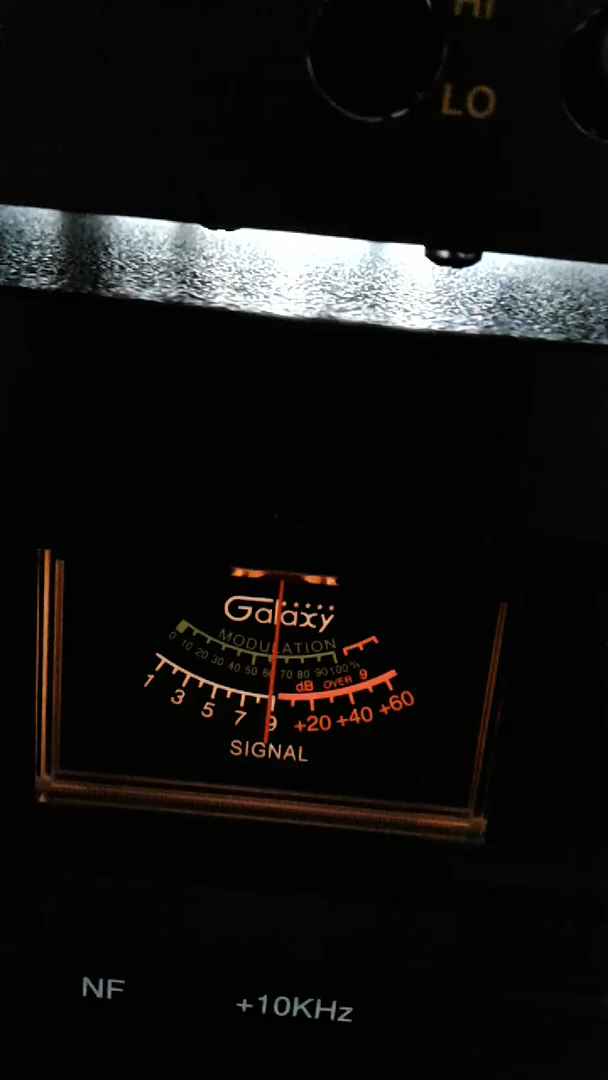 HI
LO
Galaxy
MODULATION
0 10 20 30 40 50 60 70 80 90 100 %
dB OVER 9
1 3 5 7 9 +20 +40 +60
SIGNAL
NF +10KHz